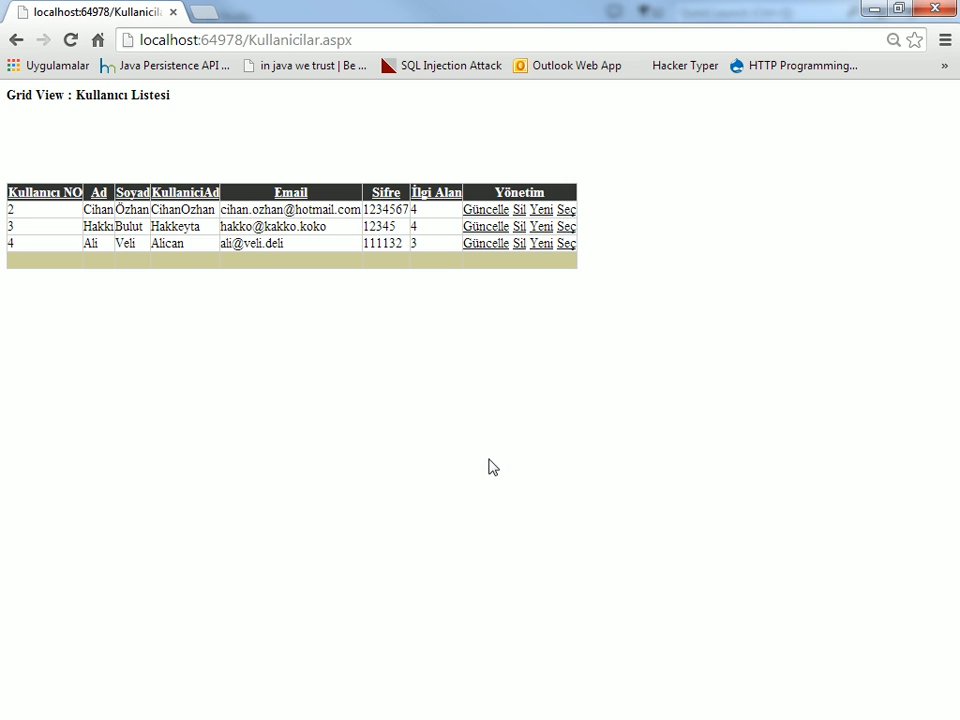 localhost:64978/Kullanicila
localhost:64978/Kullanicilar.aspx
Uygulamalar Java Persistence API ... in java we trust | Be ... SQL Injection Attack Outlook Web App Hacker Typer HTTP Programming... »
Grid View : Kullanıcı Listesi
Kullanıcı NO Ad Soyad KullaniciAd Email Sifre İlgi Alan Yönetim
2 Cihan Özhan CihanOzhan cihan.ozhan@hotmail.com 1234567 4 Güncelle Sil Yeni Seç
3 Hakkı Bulut Hakkeyta hakko@kakko.koko 12345 4 Güncelle Sil Yeni Seç
4 Ali Veli Alican ali@veli.deli 111132 3 Güncelle Sil Yeni Seç